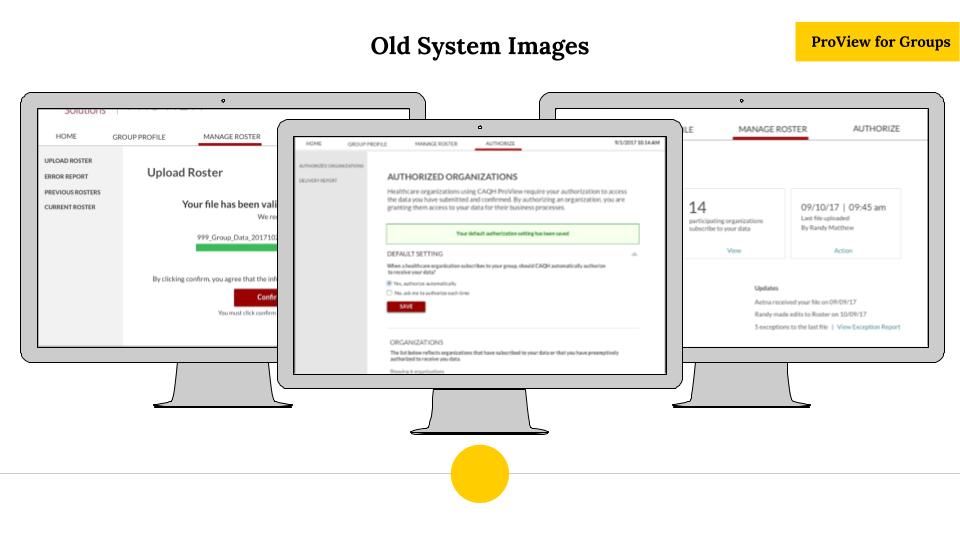 Old System Images
ProView for Groups
Solutions
HOME GROUP PROFILE MANAGE ROSTER
UPLOAD ROSTER
ERROR REPORT
PREVIOUS ROSTERS
CURRENT ROSTER
Upload Roster
Your file has been vali
We re
999_Group_Data_201710
By clicking confirm, you agree that the inf
Confir
You must click confirm
HOME GROUP PROFILE MANAGE ROSTER AUTHORIZE 9/1/2017 10:14 AM
AUTHORIZED ORGANIZATIONS
DELIVERY REPORT
AUTHORIZED ORGANIZATIONS
Healthcare organizations using CAQH ProView require your authorization to access
the data you have submitted and confirmed. By authorizing an organization, you are
granting them access to your data for their business processes.
Your default authorization setting has been saved
DEFAULT SETTING
When a healthcare organization subscribes to your group, should CAQH automatically authorize
to receive your data?
Yes, authorize automatically
No, ask me to authorize each time
SAVE
ORGANIZATIONS
The list below reflects organizations that have subscribed to your data or that you have preemptively
authorized to receive you data.
Showing 6 organizations
LE MANAGE ROSTER AUTHORIZE
14
participating organizations
subscribe to your data
View
09/10/17 | 09:45 am
Last file uploaded
By Randy Matthew
Action
Updates
Aetna received your file on 09/09/17
Randy made edits to Roster on 10/09/17
5 exceptions to the last file | View Exception Report